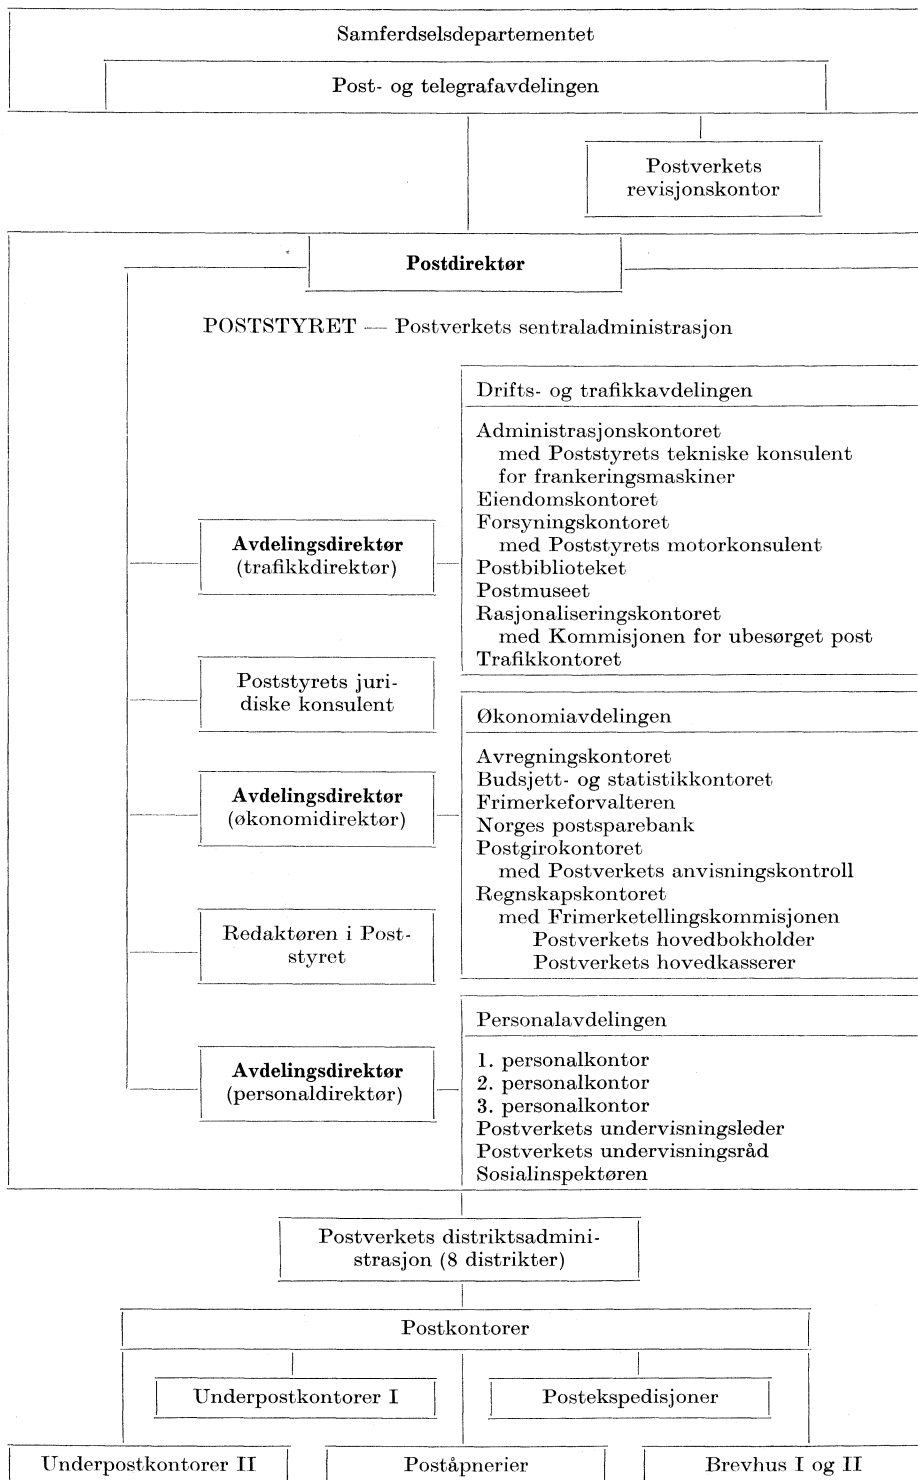 Samferdselsdepartementet
Post- og telegrafavdelingen
Postverkets
revisjonskontor
Postdirektør
POSTSTYRET — Postverkets sentraladministrasjon
Drifts- og trafikkavdelingen
Administrasjonskontoret
med Poststyrets tekniske konsulent
for frankeringsmaskiner
Eiendomskontoret
Forsyningskontoret
med Poststyrets motorkonsulent
Postbiblioteket
Postmuseet
Rasjonaliseringskontoret
med Kommisjonen for ubesørget post
Trafikkontoret
Avdelingsdirektør
(trafikkdirektør)
Poststyrets juri-
diske konsulent
Økonomiavdelingen
Avregningskontoret
Budsjett- og statistikkontoret
Frimerkeforvalteren
Norges postsparebank
Postgirokontoret
med Postverkets anvisningskontroll
Regnskapskontoret
med Frimerketellingskommisjonen
Postverkets hovedbokholder
Postverkets hovedkasserer
Avdelingsdirektør
(økonomidirektør)
Redaktøren i Post-
styret
Personalavdelingen
1. personalkontor
2. personalkontor
3. personalkontor
Postverkets undervisningsleder
Postverkets undervisningsråd
Sosialinspektøren
Avdelingsdirektør
(personaldirektør)
Postverkets distriktsadmini-
strasjon (8 distrikter)
Postkontorer
Underpostkontorer I
Postekspedisjoner
Underpostkontorer II
Poståpnerier
Brevhus I og II